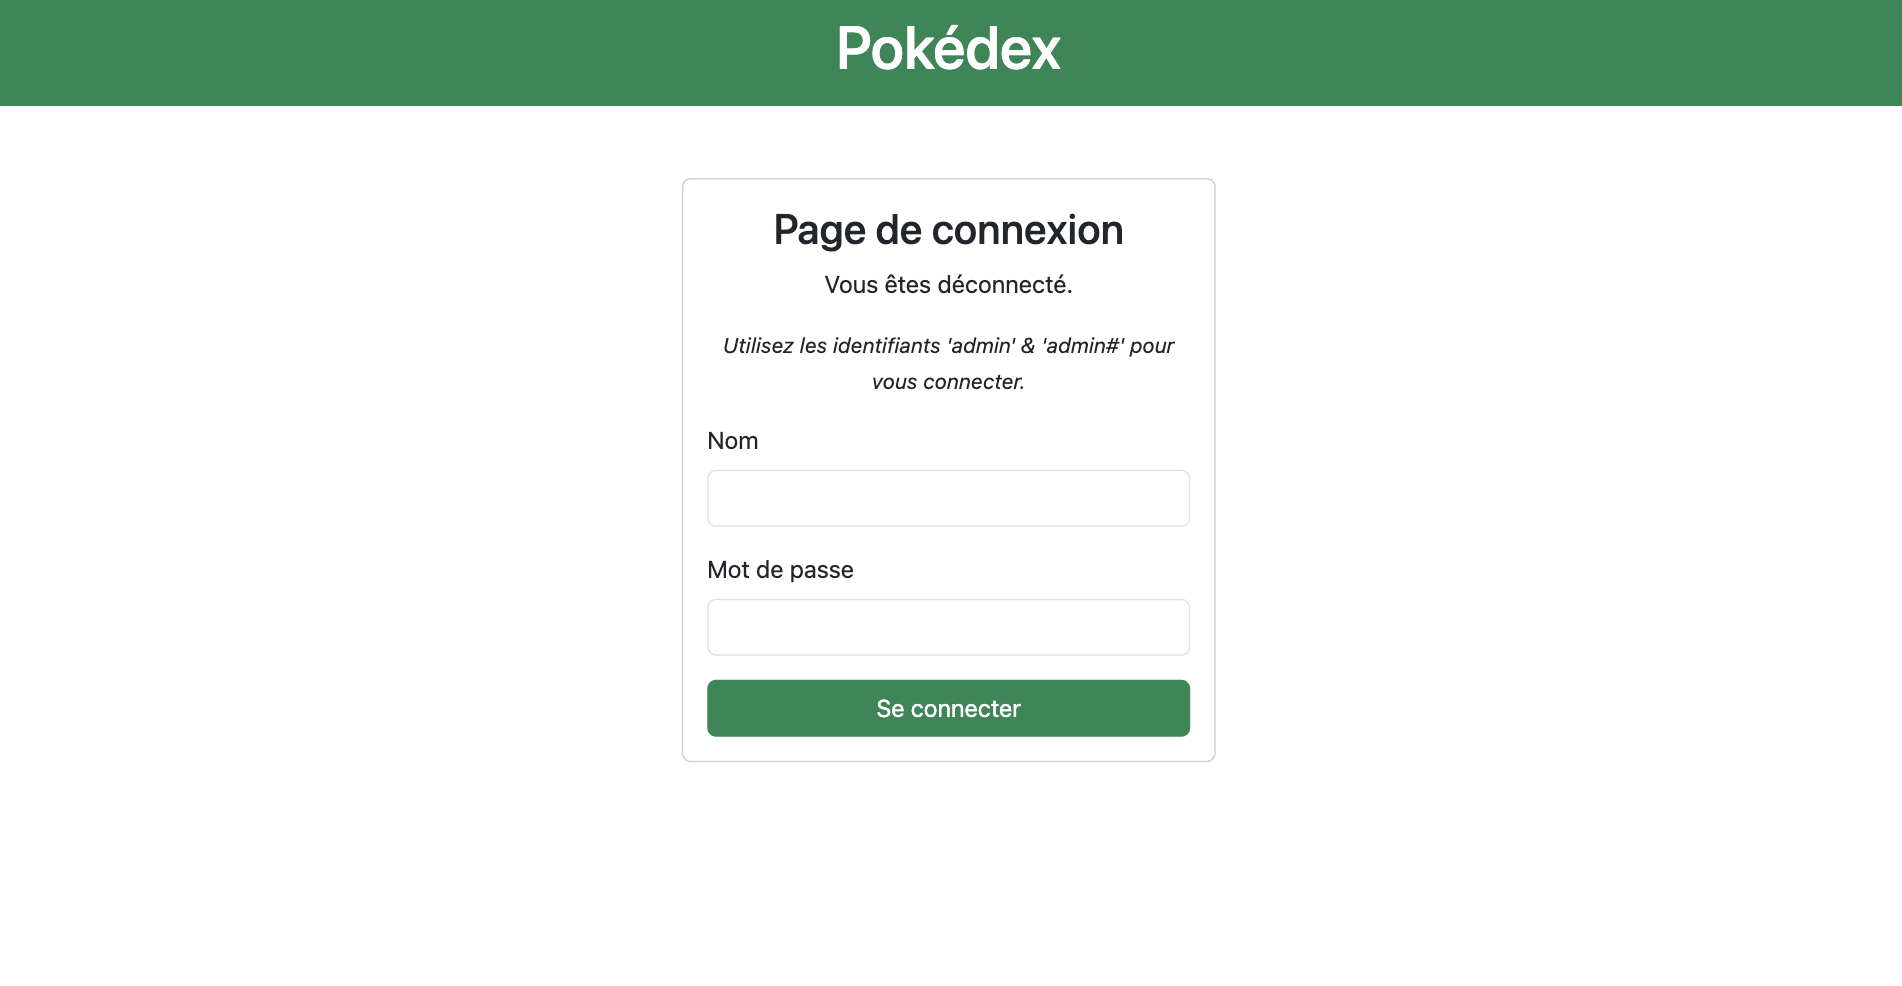 Pokédex
Page de connexion
Vous êtes déconnecté.
Utilisez les identifiants 'admin' & 'admin#' pour
vous connecter.
Nom
Mot de passe
Se connecter